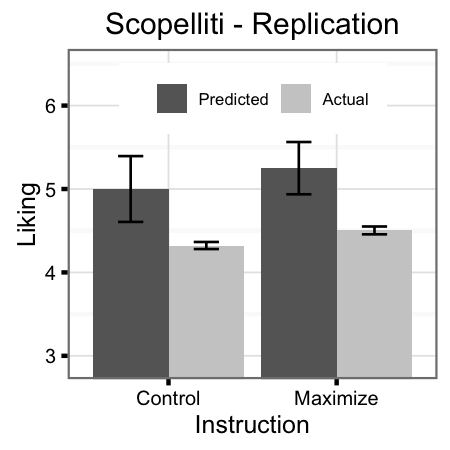 Scopelliti - Replication
Predicted Actual
6
5
4
3
Liking
Control Maximize
Instruction